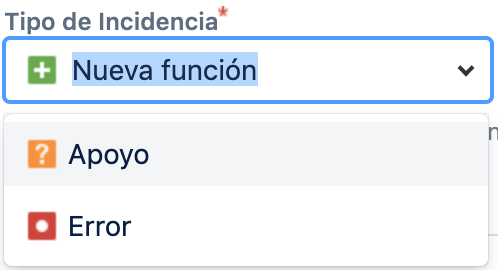 Tipo de Incidencia*
Nueva función
Apoyo
Error